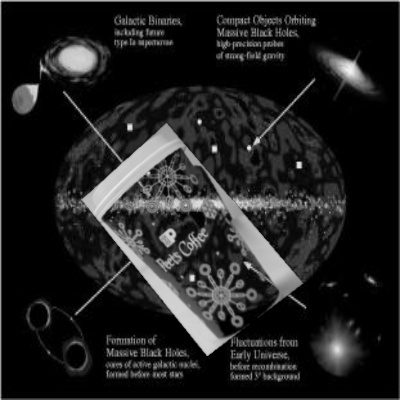 Galactic Binaries,
including future
type Ia supernovae
Compact Objects Orbiting
Massive Black Holes,
high-precision probes
of strong-field gravity
Peets Coffee
Formation of
Massive Black Holes,
cores of active galactic nuclei,
formed before most stars
Fluctuations from
Early Universe,
before recombination
formed 3° background